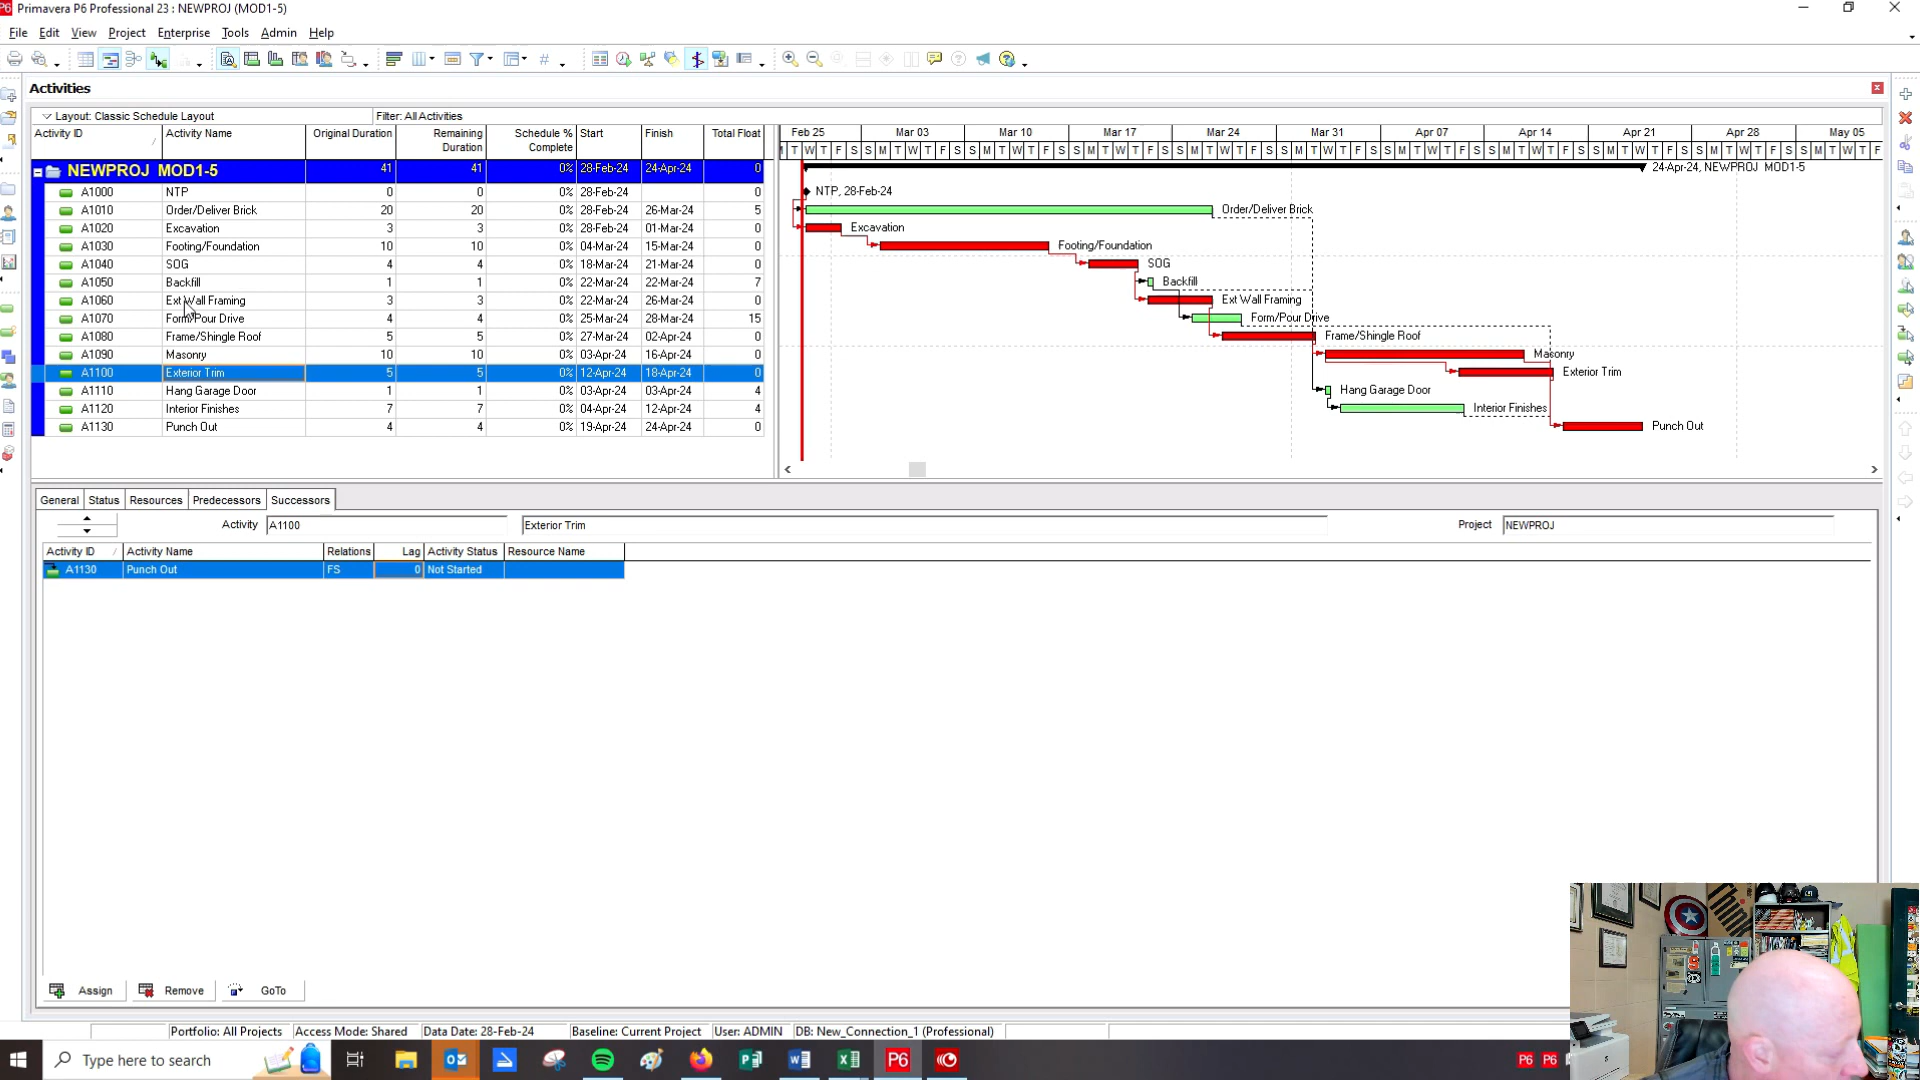 P6 Primavera P6 Professional 23 : NEWPROJ (MOD1-5)
File Edit View Project Enterprise Tools Admin Help
Activities
Layout: Classic Schedule Layout Filter: All Activities
Activity ID Activity Name Original Duration Remaining Duration Schedule % Complete Start Finish Total Float
Feb 25 Mar 03 Mar 10 Mar 17 Mar 24 Mar 31 Apr 07 Apr 14 Apr 21 Apr 28 May 05
T W T F S S M T W T F S S M T W T F S S M T W T F S S M T W T F S S M T W T F S S M T W T F S S M T W T F S S M T W T F S S M T W T F S S M T W T F S S M T W T F
NEWPROJ MOD1-5 41 41 0% 28-Feb-24 24-Apr-24 0 24-Apr-24, NEWPROJ MOD1-5
A1000 NTP 0 0 0% 28-Feb-24 0 NTP, 28-Feb-24
A1010 Order/Deliver Brick 20 20 0% 28-Feb-24 26-Mar-24 5 Order/Deliver Brick
A1020 Excavation 3 3 0% 28-Feb-24 01-Mar-24 0 Excavation
A1030 Footing/Foundation 10 10 0% 04-Mar-24 15-Mar-24 0 Footing/Foundation
A1040 SOG 4 4 0% 18-Mar-24 21-Mar-24 0 SOG
A1050 Backfill 1 1 0% 22-Mar-24 22-Mar-24 7 Backfill
A1060 Ext Wall Framing 3 3 0% 22-Mar-24 26-Mar-24 0 Ext Wall Framing
A1070 Form/Pour Drive 4 4 0% 25-Mar-24 28-Mar-24 15 Form/Pour Drive
A1080 Frame/Shingle Roof 5 5 0% 27-Mar-24 02-Apr-24 0 Frame/Shingle Roof
A1090 Masonry 10 10 0% 03-Apr-24 16-Apr-24 0 Masonry
A1100 Exterior Trim 5 5 0% 12-Apr-24 18-Apr-24 0 Exterior Trim
A1110 Hang Garage Door 1 1 0% 03-Apr-24 03-Apr-24 4 Hang Garage Door
A1120 Interior Finishes 7 7 0% 04-Apr-24 12-Apr-24 4 Interior Finishes
A1130 Punch Out 4 4 0% 19-Apr-24 24-Apr-24 0 Punch Out
General Status Resources Predecessors Successors
Activity A1100 Exterior Trim Project NEWPROJ
Activity ID Activity Name Relations Lag Activity Status Resource Name
A1130 Punch Out FS 0 Not Started
Think
Assign Remove GoTo
Portfolio: All Projects Access Mode: Shared Data Date: 28-Feb-24 Baseline: Current Project User: ADMIN DB: New_Connection_1 (Professional)
Type here to search P6 P6 P6